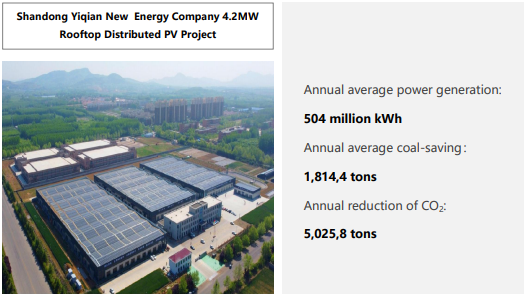 Shandong Yiqian New Energy Company 4.2MW
Rooftop Distributed PV Project
Annual average power generation:
504 million kWh
Annual average coal-saving:
1,814,4 tons
Annual reduction of CO₂:
5,025,8 tons